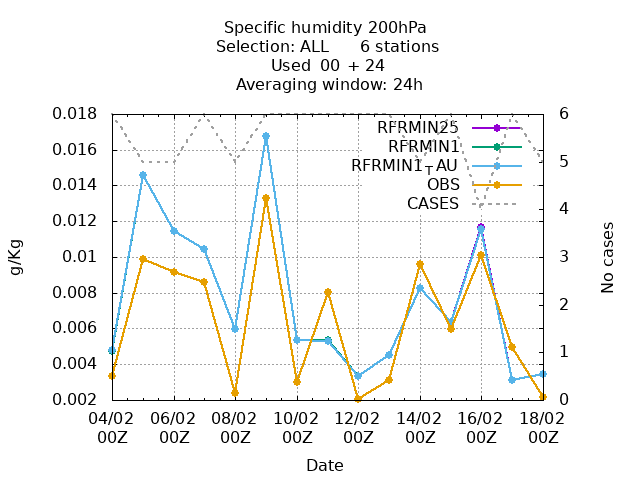 Specific humidity 200hPa
Selection: ALL 6 stations
Used 00 + 24
Averaging window: 24h
0.018
0.016
0.014
0.012
0.01
0.008
0.006
0.004
0.002
g/Kg
RFRMIN25
RFRMIN1
RFRMIN1_TAU
OBS
CASES
6
5
4
3
2
1
0
No cases
04/02 06/02 08/02 10/02 12/02 14/02 16/02 18/02
00Z 00Z 00Z 00Z 00Z 00Z 00Z 00Z
Date